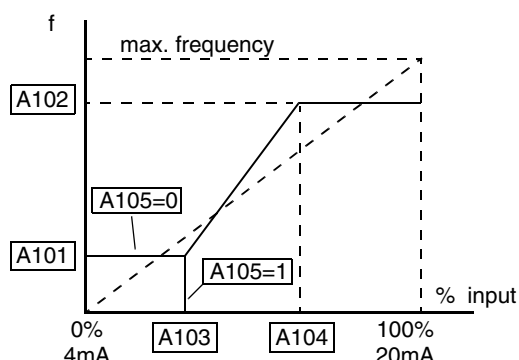 f
max. frequency
A102
A105=0
A101
A105=1
% input
0% A103 A104 100%
4mA 20mA